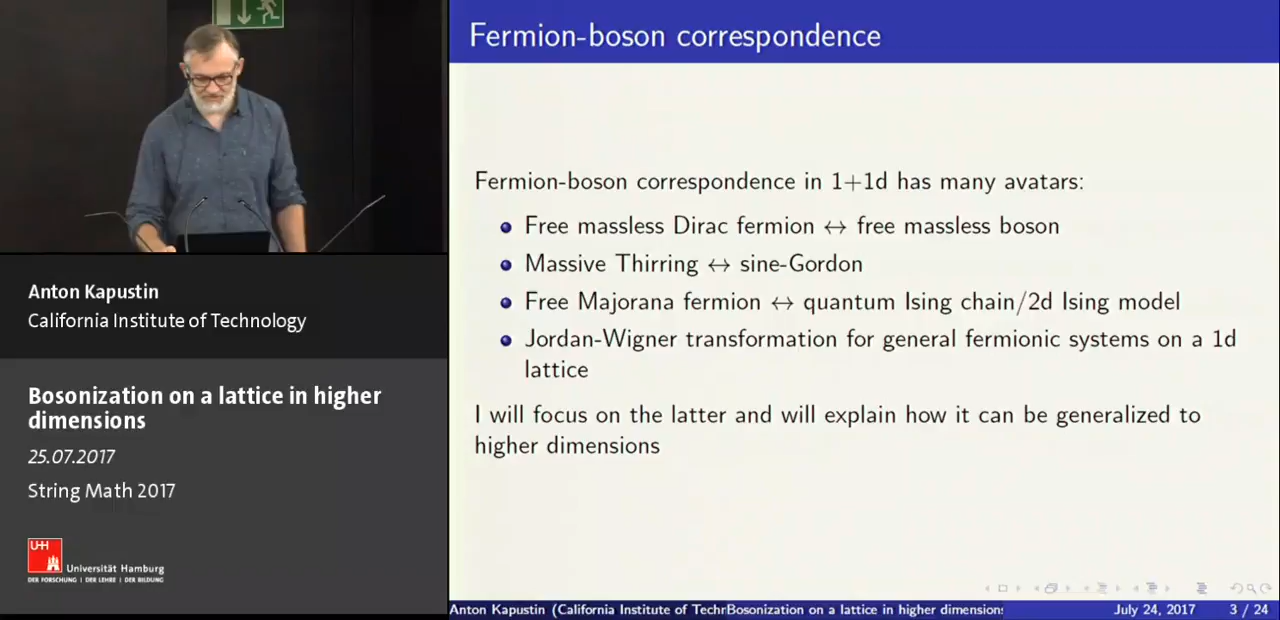 Fermion-boson correspondence
Fermion-boson correspondence in 1+1d has many avatars:
Free massless Dirac fermion ↔ free massless boson
Massive Thirring ↔ sine-Gordon
Free Majorana fermion ↔ quantum Ising chain/2d Ising model
Jordan-Wigner transformation for general fermionic systems on a 1d
lattice
I will focus on the latter and will explain how it can be generalized to
higher dimensions
Anton Kapustin (California Institute of Techr
Bosonization on a lattice in higher dimension
July 24, 2017
3 / 24
Anton Kapustin
California Institute of Technology
Bosonization on a lattice in higher
dimensions
25.07.2017
String Math 2017
UH
Universität Hamburg
DER FORSCHUNG | DER LEHRE | DER BILDUNG